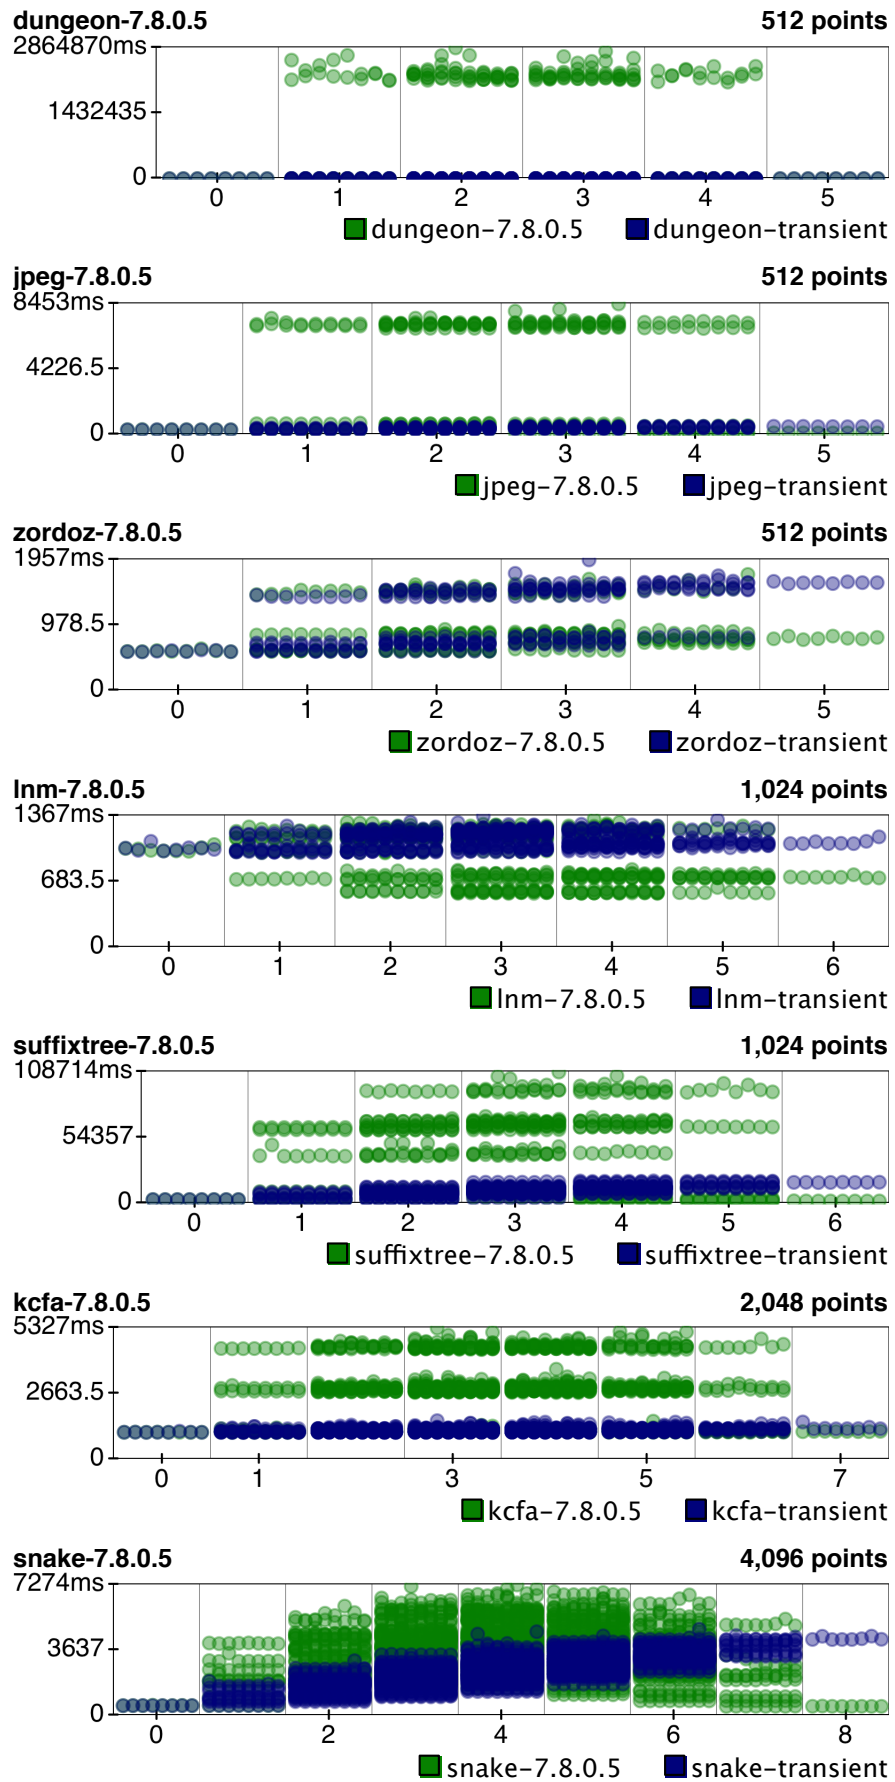 dungeon-7.8.0.5 512 points
2864870ms
1432435
0
0 1 2 3 4 5
dungeon-7.8.0.5 dungeon-transient
jpeg-7.8.0.5 512 points
8453ms
4226.5
0
0 1 2 3 4 5
jpeg-7.8.0.5 jpeg-transient
zordoz-7.8.0.5 512 points
1957ms
978.5
0
0 1 2 3 4 5
zordoz-7.8.0.5 zordoz-transient
lnm-7.8.0.5 1,024 points
1367ms
683.5
0
0 1 2 3 4 5 6
lnm-7.8.0.5 lnm-transient
suffixtree-7.8.0.5 1,024 points
108714ms
54357
0
0 1 2 3 4 5 6
suffixtree-7.8.0.5 suffixtree-transient
kcfa-7.8.0.5 2,048 points
5327ms
2663.5
0
0 1 3 5 7
kcfa-7.8.0.5 kcfa-transient
snake-7.8.0.5 4,096 points
7274ms
3637
0
0 2 4 6 8
snake-7.8.0.5 snake-transient